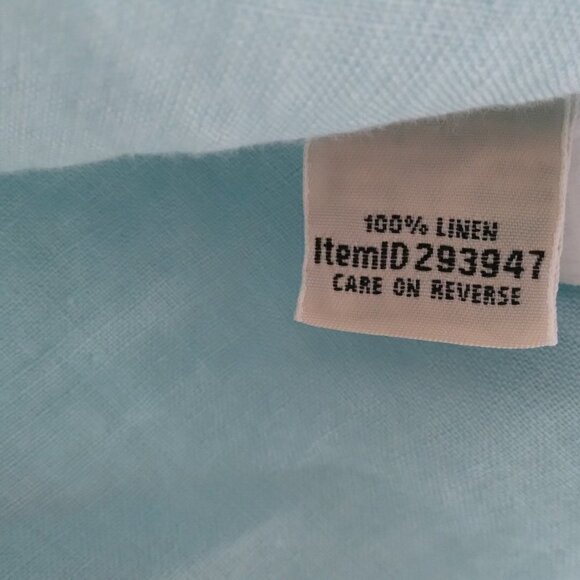 100% LINEN
ItemID 293947
CARE ON REVERSE